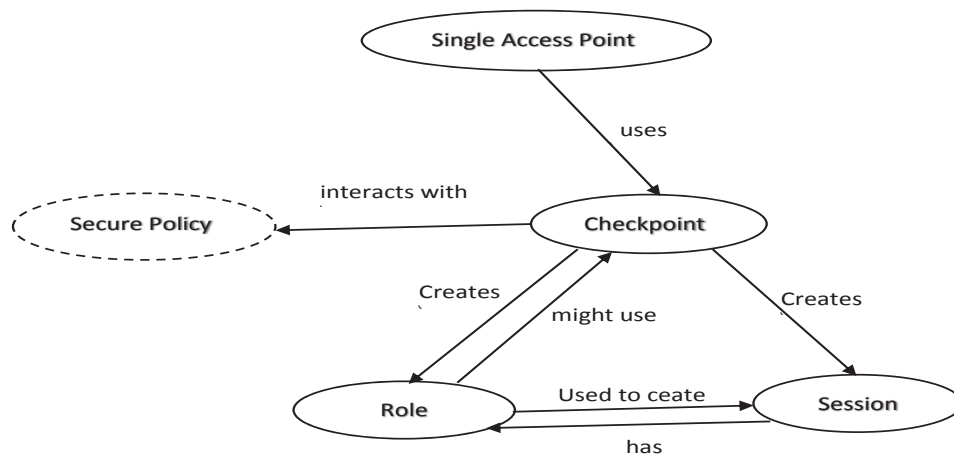 Single Access Point
uses
interacts with
Secure Policy
Checkpoint
Creates
might use
Creates
Role
Used to ceate
Session
has